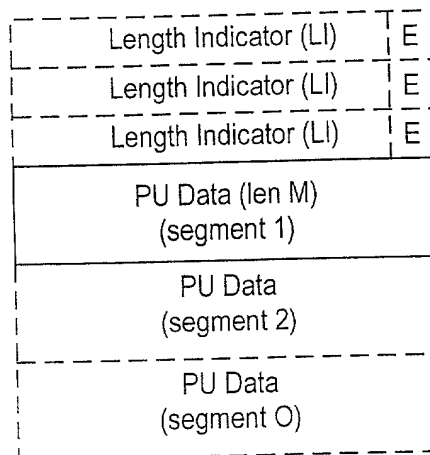 Length Indicator (LI) E
Length Indicator (LI) E
Length Indicator (LI) E
PU Data (len M)
(segment 1)
PU Data
(segment 2)
PU Data
(segment O)